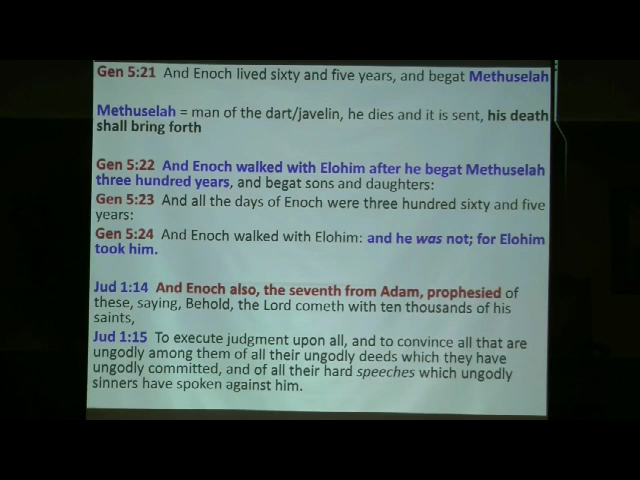 Gen 5:21 And Enoch lived sixty and five years, and begat Methuselah
Methuselah = man of the dart/javelin, he dies and it is sent, his death
shall bring forth
Gen 5:22 And Enoch walked with Elohim after he begat Methuselah
three hundred years, and begat sons and daughters:
Gen 5:23 And all the days of Enoch were three hundred sixty and five
years:
Gen 5:24 And Enoch walked with Elohim: and he was not; for Elohim
took him.
Jud 1:14 And Enoch also, the seventh from Adam, prophesied of
these, saying, Behold, the Lord cometh with ten thousands of his
saints,
Jud 1:15 To execute judgment upon all, and to convince all that are
ungodly among them of all their ungodly deeds which they have
ungodly committed, and of all their hard speeches which ungodly
sinners have spoken against him.